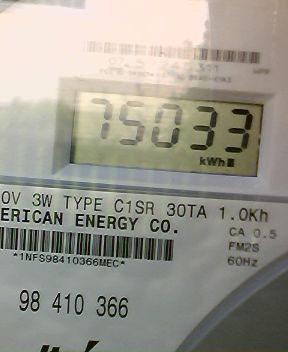 75033
kWh
0V 3W TYPE C1SR 30TA 1.0Kh
ERICAN ENERGY CO.
CA 0.5
*1NFS98410366MEC*
FM2S
60Hz
98 410 366